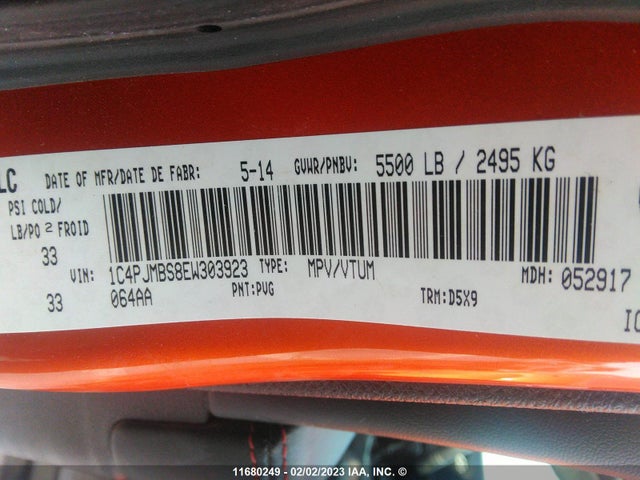 LC DATE OF MFR/DATE DE FABR: 5-14 GVWR/PNBV: 5500 LB / 2495 KG
PSI COLD/
LB/PO 2 FROID
33
VIN: 1C4PJMBS8EW303923 TYPE: MPV/VTUM MDH: 052917
33 064AA PNT:PVG TRM:D5X9
IC
11680249 - 02/02/2023 IAA, INC. ©